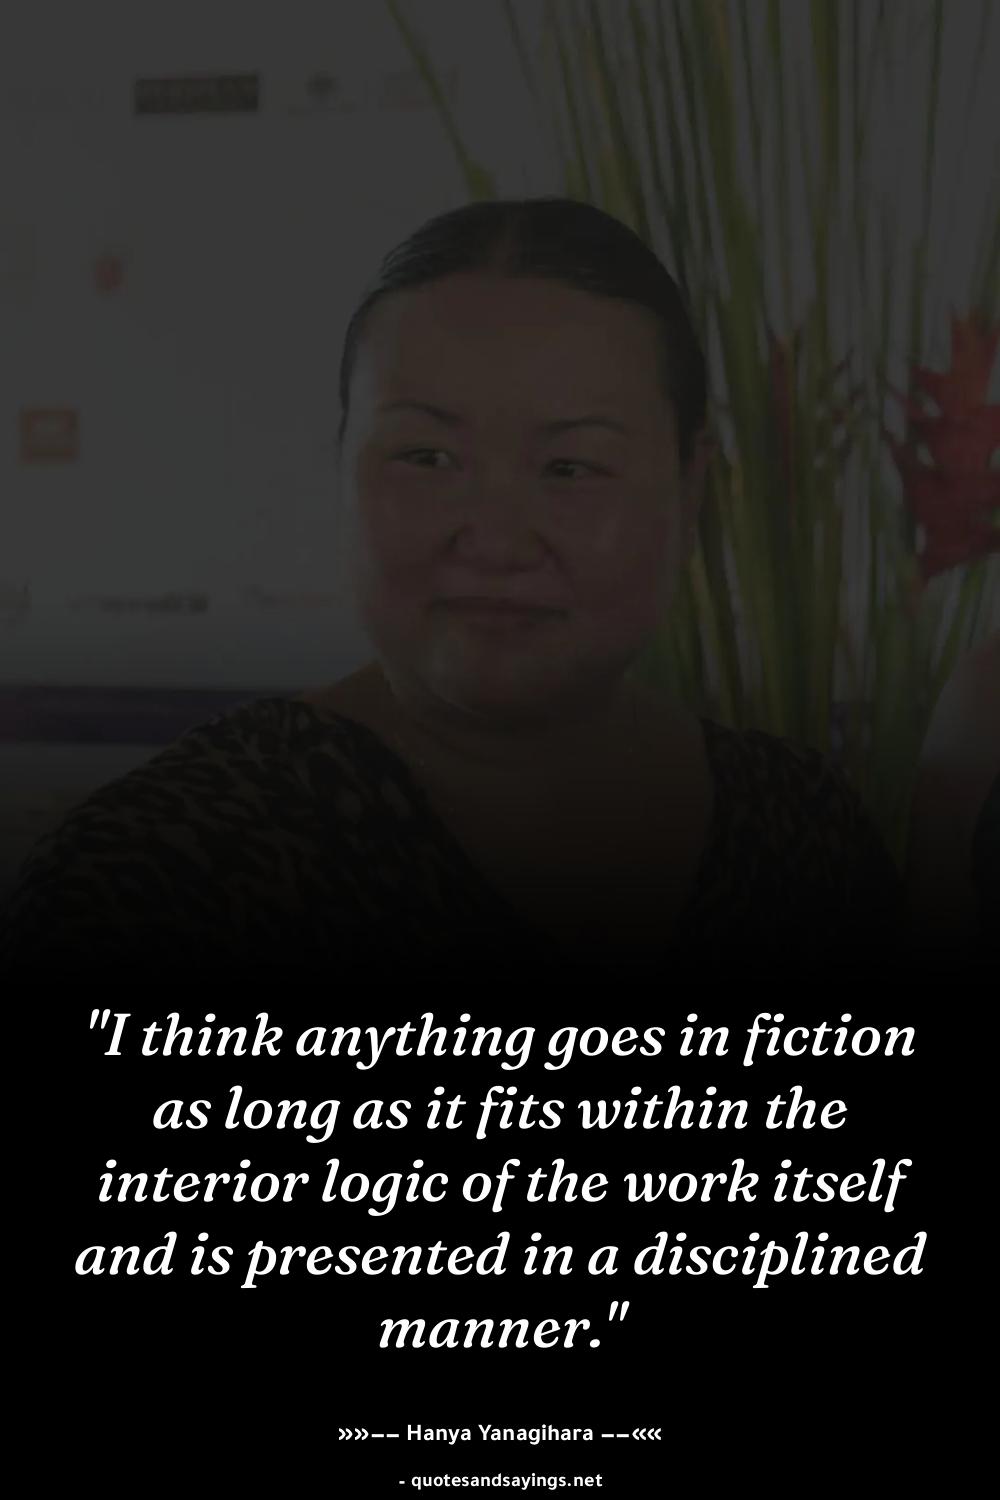 "I think anything goes in fiction
as long as it fits within the
interior logic of the work itself
and is presented in a disciplined
manner."
»»−− Hanya Yanagihara −−««
- quotesandsayings.net